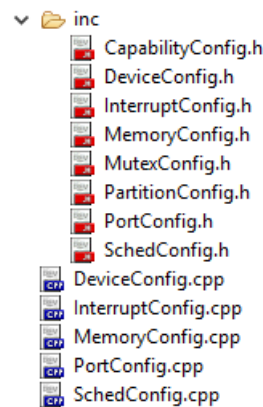 inc
CapabilityConfig.h
DeviceConfig.h
InterruptConfig.h
MemoryConfig.h
MutexConfig.h
PartitionConfig.h
PortConfig.h
SchedConfig.h
DeviceConfig.cpp
InterruptConfig.cpp
MemoryConfig.cpp
PortConfig.cpp
SchedConfig.cpp